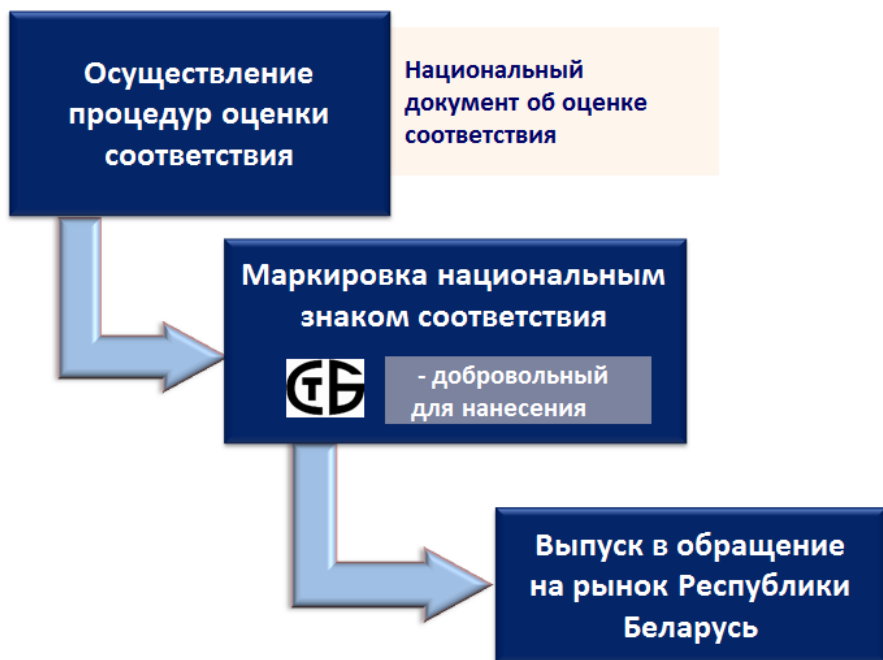 Осуществление
процедур оценки
соответствия
Национальный
документ об оценке
соответствия
Маркировка национальным
знаком соответствия
СТБ
- добровольный
для нанесения
Выпуск в обращение
на рынок Республики
Беларусь